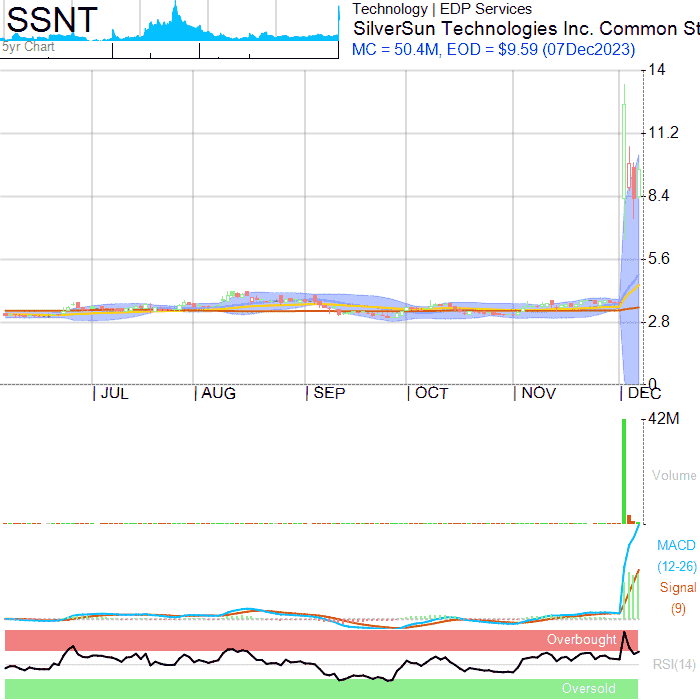 SSNT
5yr Chart
Technology | EDP Services
SilverSun Technologies Inc. Common St
MC = 50.4M, EOD = $9.59 (07Dec2023)
14
11.2
8.4
5.6
2.8
0
JUL
AUG
SEP
OCT
NOV
DEC
42M
Volume
MACD
(12-26)
Signal
(9)
Overbought
RSI(14)
Oversold